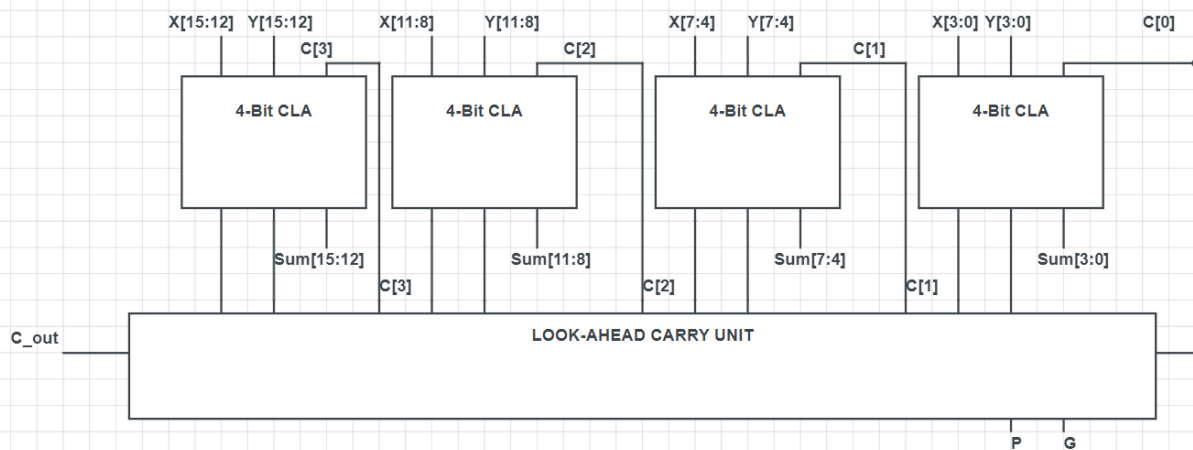 X[15:12] Y[15:12] X[11:8] Y[11:8] X[7:4] Y[7:4] X[3:0] Y[3:0] C[0]
C[3] C[2] C[1]
4-Bit CLA 4-Bit CLA 4-Bit CLA 4-Bit CLA
Sum[15:12] Sum[11:8] Sum[7:4] Sum[3:0]
C[3] C[2] C[1]
C_out LOOK-AHEAD CARRY UNIT
P G